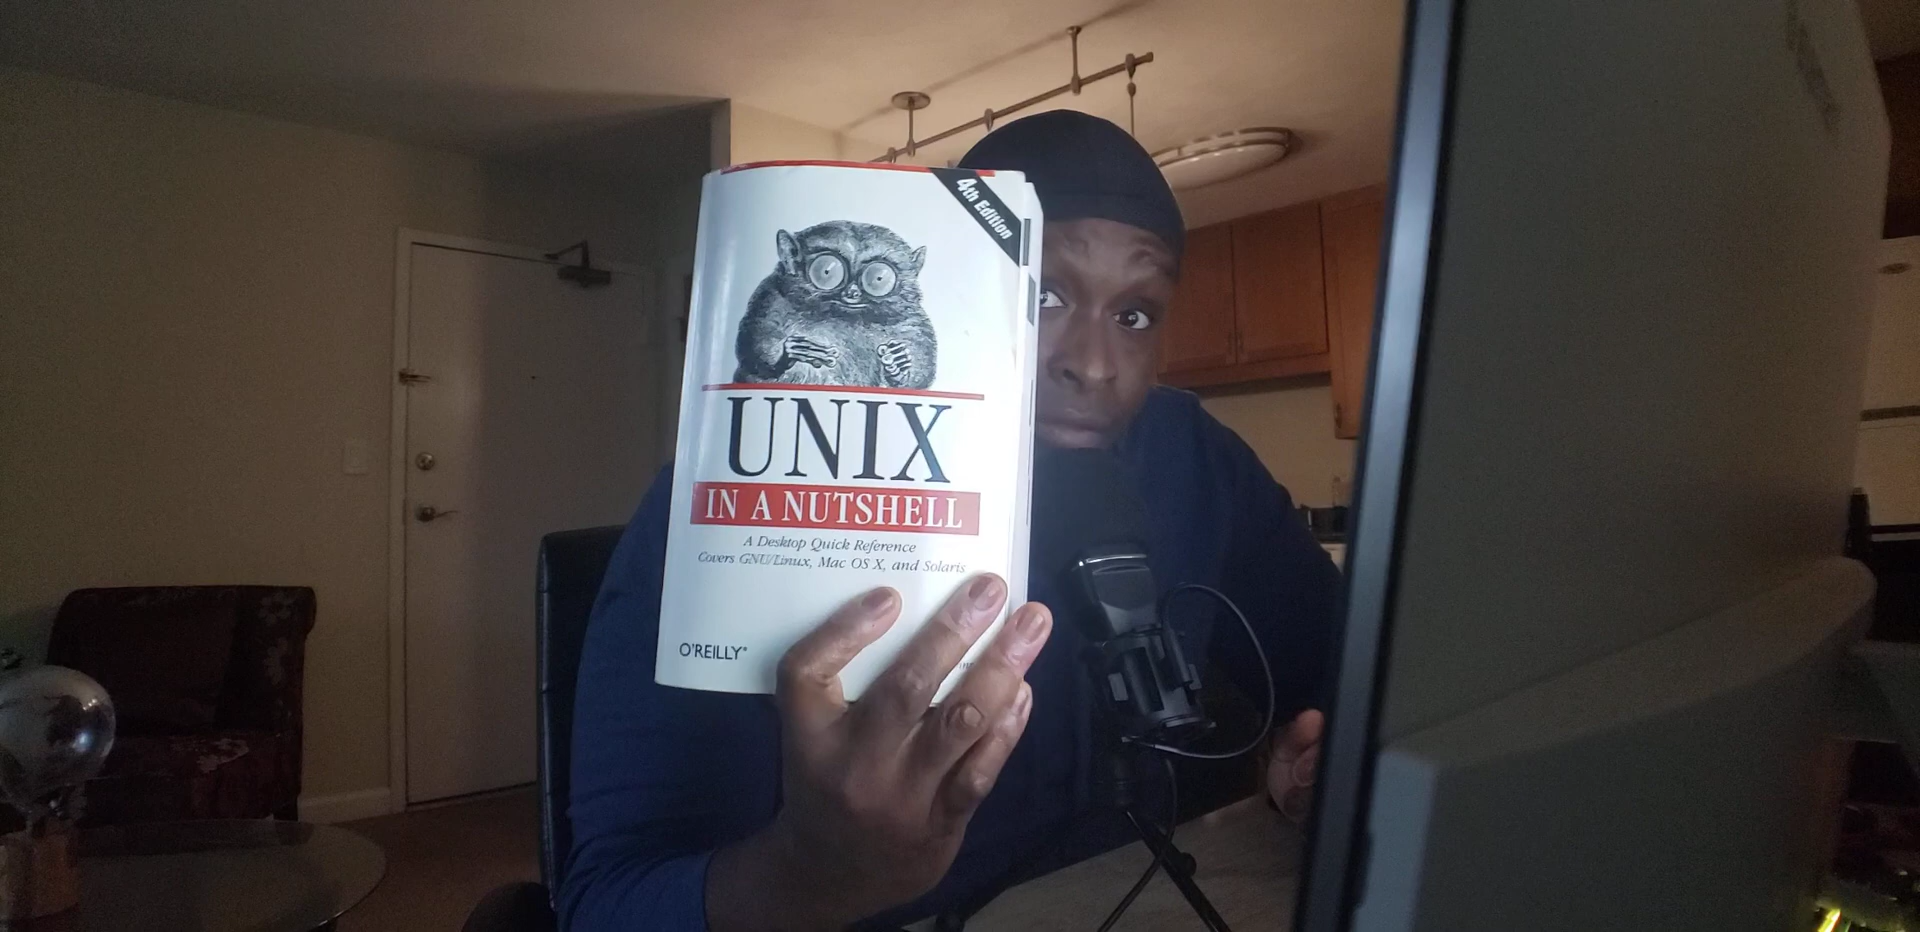 4th Edition
UNIX
IN A NUTSHELL
A Desktop Quick Reference
Covers GNU/Linux, Mac OS X, and Solaris
O'REILLY®